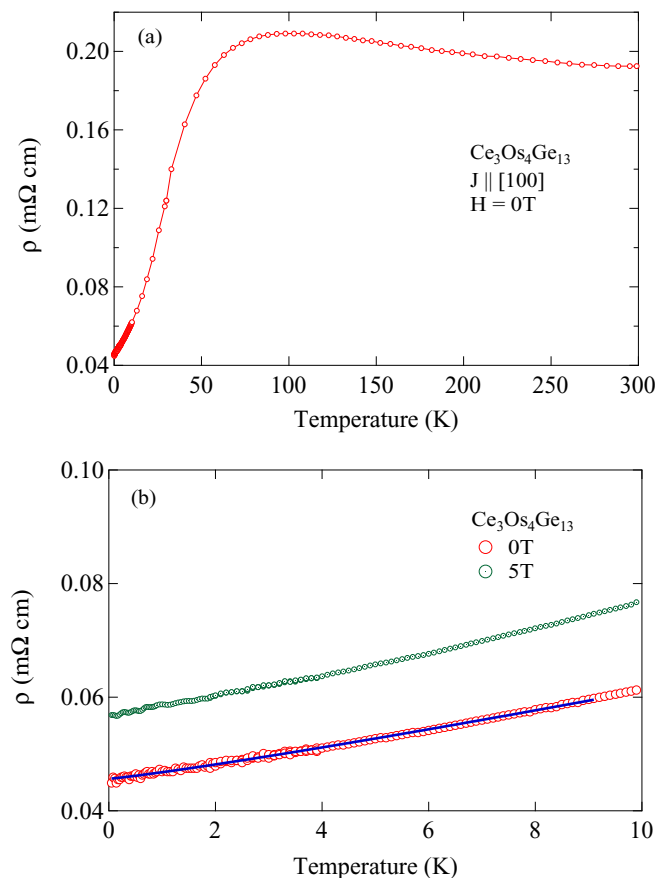 (a)
0.20
0.16
0.12
0.08
0.04
ρ (mΩ cm)
Ce₃Os₄Ge₁₃
J || [100]
H = 0T
0 50 100 150 200 250 300
Temperature (K)
(b)
0.10
0.08
0.06
0.04
ρ (mΩ cm)
Ce₃Os₄Ge₁₃
0T
5T
0 2 4 6 8 10
Temperature (K)